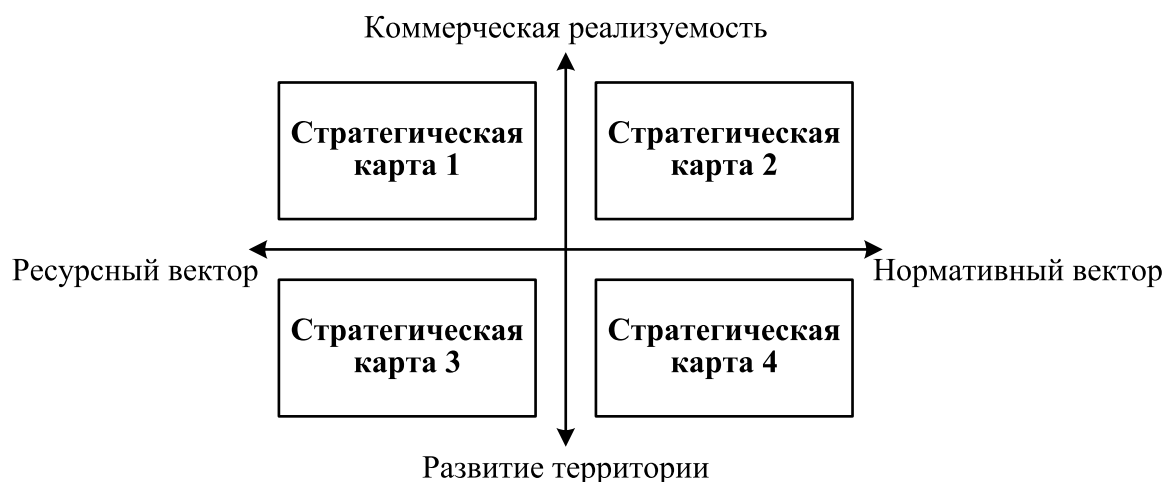 Коммерческая реализуемость
Стратегическая
карта 1
Стратегическая
карта 2
Ресурсный вектор
Нормативный вектор
Стратегическая
карта 3
Стратегическая
карта 4
Развитие территории